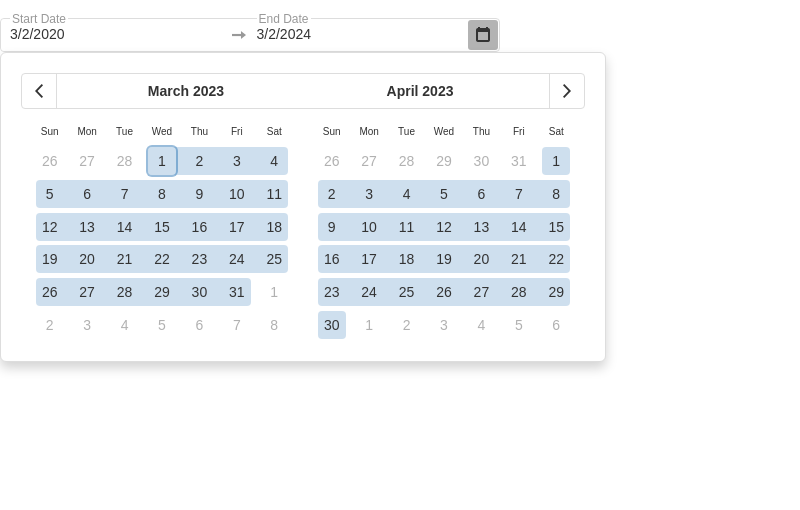 Start Date
3/2/2020
End Date
3/2/2024
March 2023
April 2023
Sun Mon Tue Wed Thu Fri Sat
26 27 28 1 2 3 4
5 6 7 8 9 10 11
12 13 14 15 16 17 18
19 20 21 22 23 24 25
26 27 28 29 30 31 1
2 3 4 5 6 7 8
Sun Mon Tue Wed Thu Fri Sat
26 27 28 29 30 31 1
2 3 4 5 6 7 8
9 10 11 12 13 14 15
16 17 18 19 20 21 22
23 24 25 26 27 28 29
30 1 2 3 4 5 6